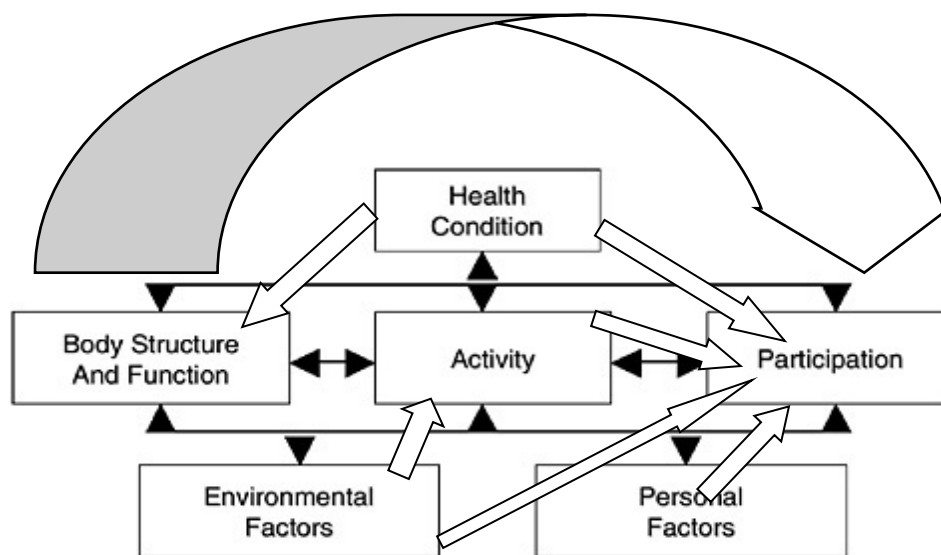 Health
Condition
Body Structure
And Function
Activity
Participation
Environmental
Factors
Personal
Factors